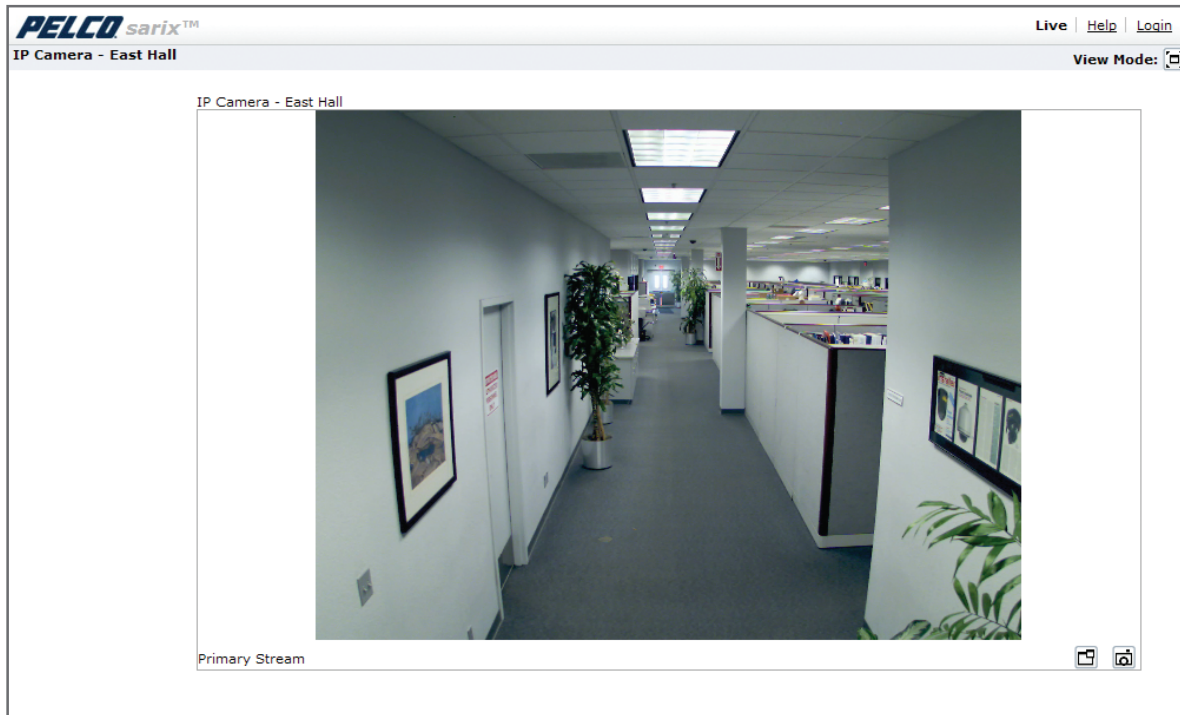 PELCO sarix™
Live Help Login
IP Camera - East Hall
View Mode:
IP Camera - East Hall
Primary Stream